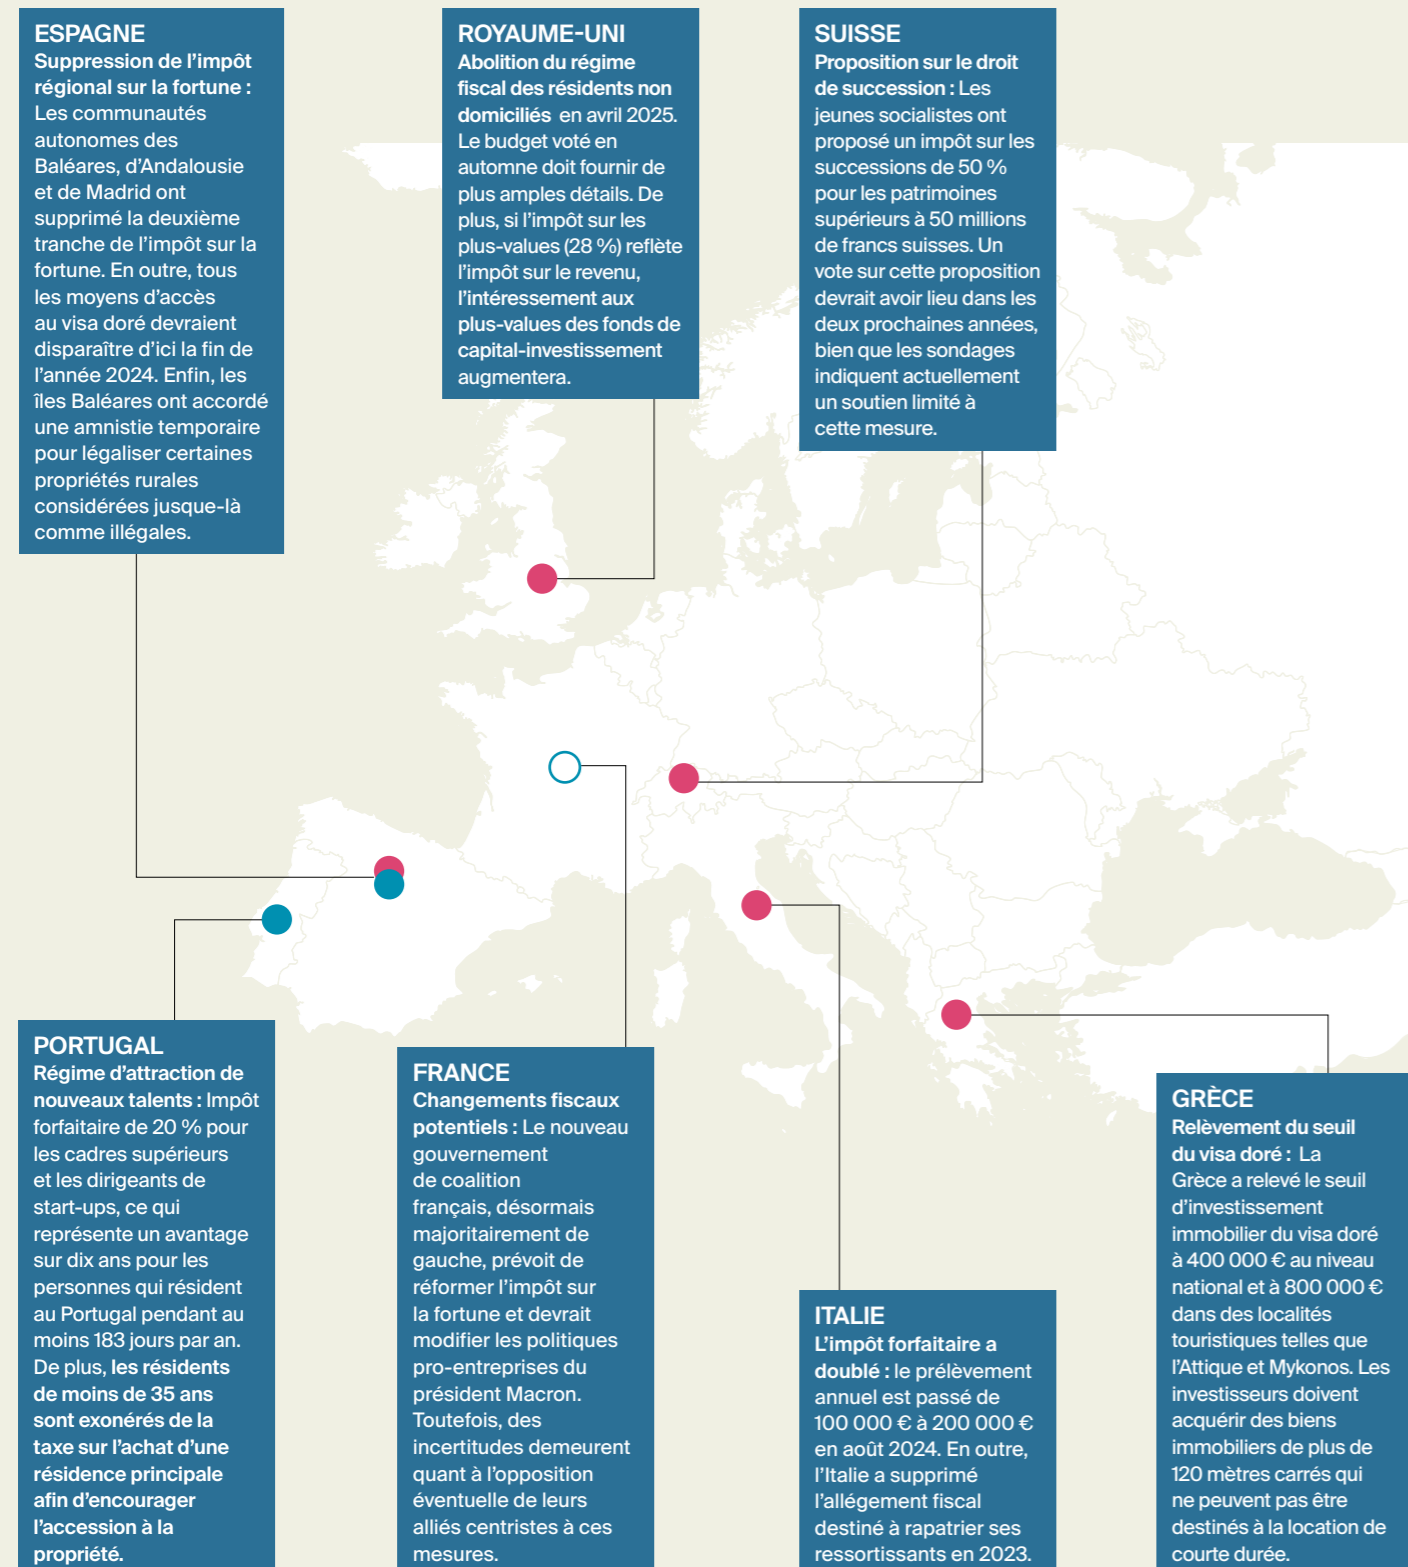 ESPAGNE
Suppression de l’impôt
régional sur la fortune :
Les communautés
autonomes des
Baléares, d’Andalousie
et de Madrid ont
supprimé la deuxième
tranche de l’impôt sur la
fortune. En outre, tous
les moyens d’accès
au visa doré devraient
disparaître d’ici la fin de
l’année 2024. Enfin, les
îles Baléares ont accordé
une amnistie temporaire
pour légaliser certaines
propriétés rurales
considérées jusque-là
comme illégales.
ROYAUME-UNI
Abolition du régime
fiscal des résidents non
domiciliés en avril 2025.
Le budget voté en
automne doit fournir de
plus amples détails. De
plus, si l’impôt sur les
plus-values (28 %) reflète
l’impôt sur le revenu,
l’intéressement aux
plus-values des fonds de
capital-investissement
augmentera.
SUISSE
Proposition sur le droit
de succession : Les
jeunes socialistes ont
proposé un impôt sur les
successions de 50 %
pour les patrimoines
supérieurs à 50 millions
de francs suisses. Un
vote sur cette proposition
devrait avoir lieu dans les
deux prochaines années,
bien que les sondages
indiquent actuellement
un soutien limité à
cette mesure.
PORTUGAL
Régime d’attraction de
nouveaux talents : Impôt
forfaitaire de 20 % pour
les cadres supérieurs
et les dirigeants de
start-ups, ce qui
représente un avantage
sur dix ans pour les
personnes qui résident
au Portugal pendant au
moins 183 jours par an.
De plus, les résidents
de moins de 35 ans
sont exonérés de la
taxe sur l’achat d’une
résidence principale
afin d’encourager
l’accession à la
propriété.
FRANCE
Changements fiscaux
potentiels : Le nouveau
gouvernement
de coalition
français, désormais
majoritairement de
gauche, prévoit de
réformer l’impôt sur
la fortune et devrait
modifier les politiques
pro-entreprises du
président Macron.
Toutefois, des
incertitudes demeurent
quant à l’opposition
éventuelle de leurs
alliés centristes à ces
mesures.
ITALIE
L’impôt forfaitaire a
doublé : le prélèvement
annuel est passé de
100 000 € à 200 000 €
en août 2024. En outre,
l’Italie a supprimé
l’allégement fiscal
destiné à rapatrier ses
ressortissants en 2023.
GRÈCE
Relèvement du seuil
du visa doré : La
Grèce a relevé le seuil
d’investissement
immobilier du visa doré
à 400 000 € au niveau
national et à 800 000 €
dans des localités
touristiques telles que
l’Attique et Mykonos. Les
investisseurs doivent
acquérir des biens
immobiliers de plus de
120 mètres carrés qui
ne peuvent pas être
destinés à la location de
courte durée.